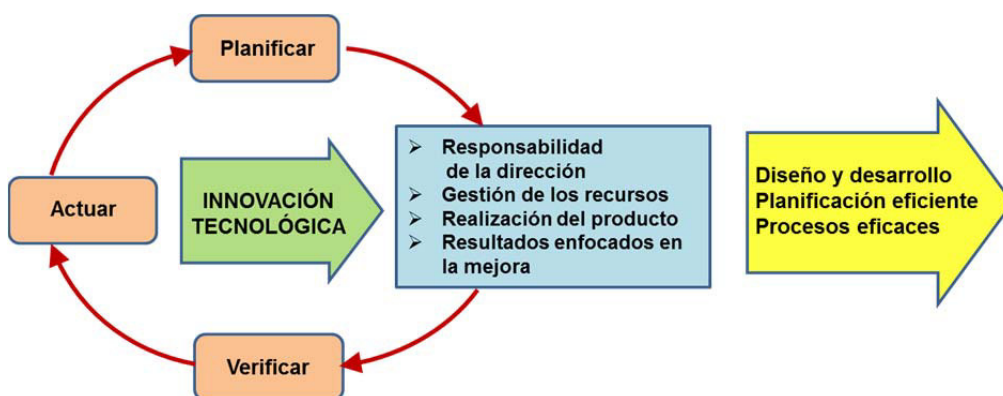 Planificar
Actuar
INNOVACIÓN
TECNOLÓGICA
➢ Responsabilidad
de la dirección
➢ Gestión de los recursos
➢ Realización del producto
➢ Resultados enfocados en
la mejora
Diseño y desarrollo
Planificación eficiente
Procesos eficaces
Verificar